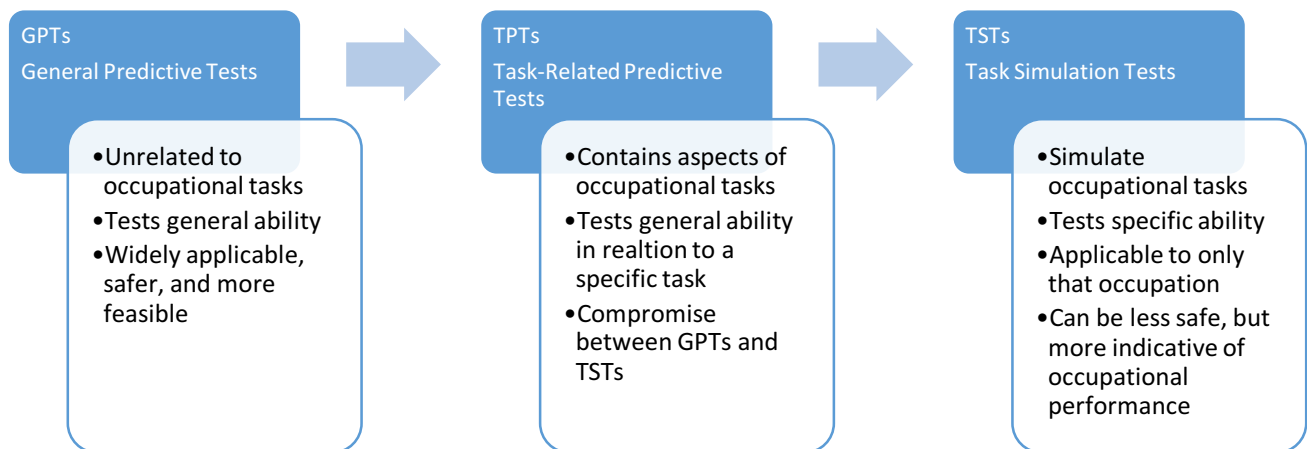 GPTs
General Predictive Tests
•Unrelated to
occupational tasks
•Tests general ability
•Widely applicable,
safer, and more
feasible
TPTs
Task-Related Predictive
Tests
•Contains aspects of
occupational tasks
•Tests general ability
in realtion to a
specific task
•Compromise
between GPTs and
TSTs
TSTs
Task Simulation Tests
•Simulate
occupational tasks
•Tests specific ability
•Applicable to only
that occupation
•Can be less safe, but
more indicative of
occupational
performance